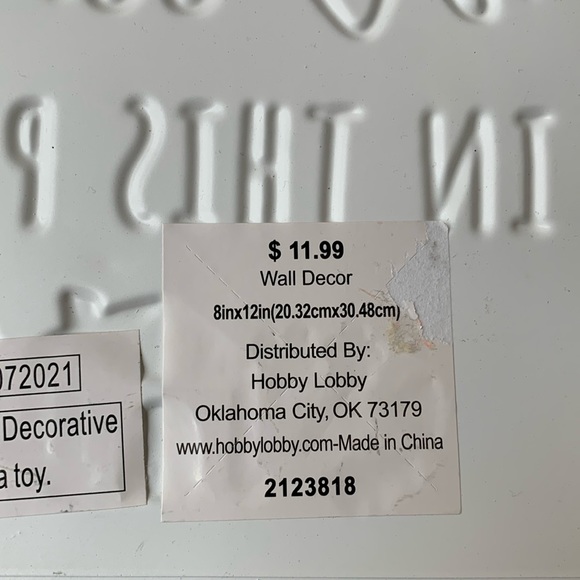 IN THIS P
$ 11.99
Wall Decor
8inx12in(20.32cmx30.48cm)
Distributed By:
Hobby Lobby
Oklahoma City, OK 73179
www.hobbylobby.com-Made in China
2123818
072021
Decorative
a toy.